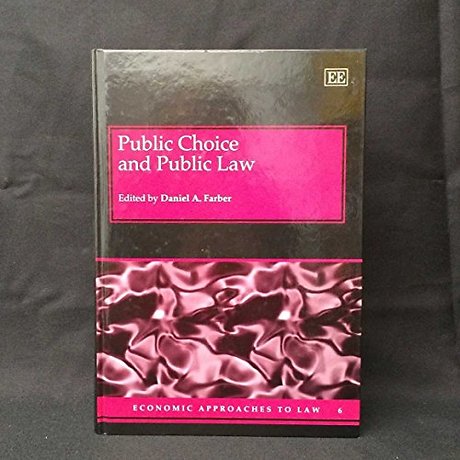 EE
Public Choice
and Public Law
Edited by Daniel A. Farber
ECONOMIC APPROACHES TO LAW 6